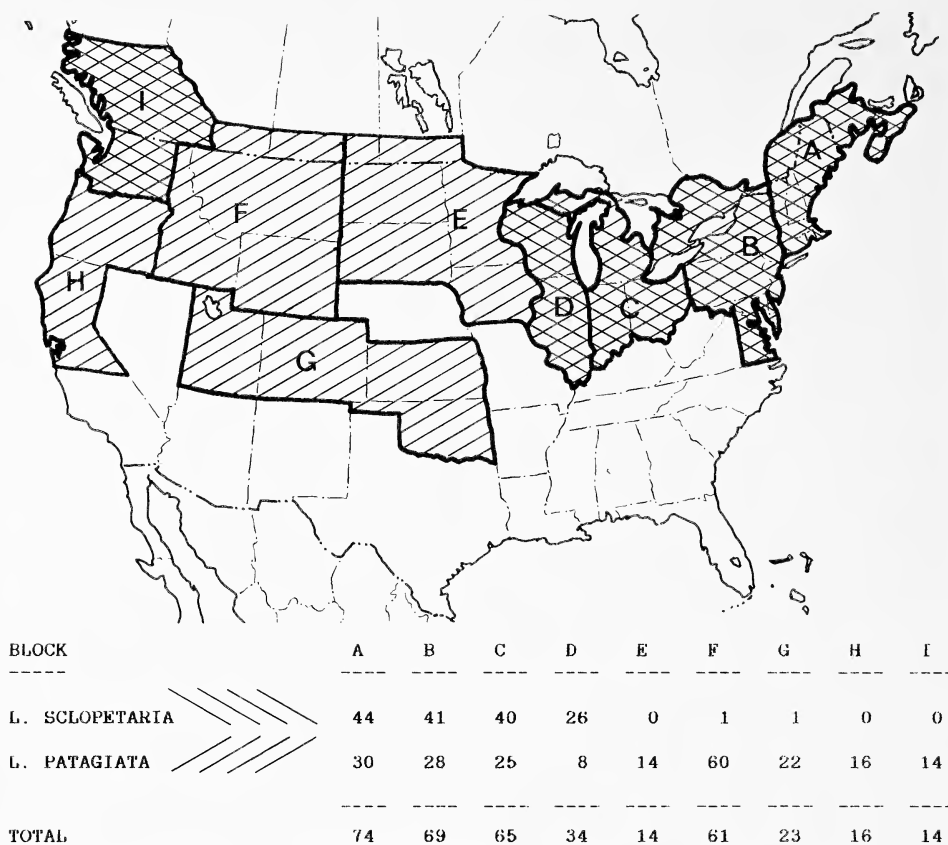 I
A
F
E
B
H
D
C
G
BLOCK A B C D E F G H I
----- ---- ---- ---- ---- ---- ---- ---- ---- ----
L. SCLOPETARIA 44 41 40 26 0 1 1 0 0
L. PATAGIATA 30 28 25 8 14 60 22 16 14
---- ---- ---- ---- ---- ---- ---- ---- ----
TOTAL 74 69 65 34 14 61 23 16 14